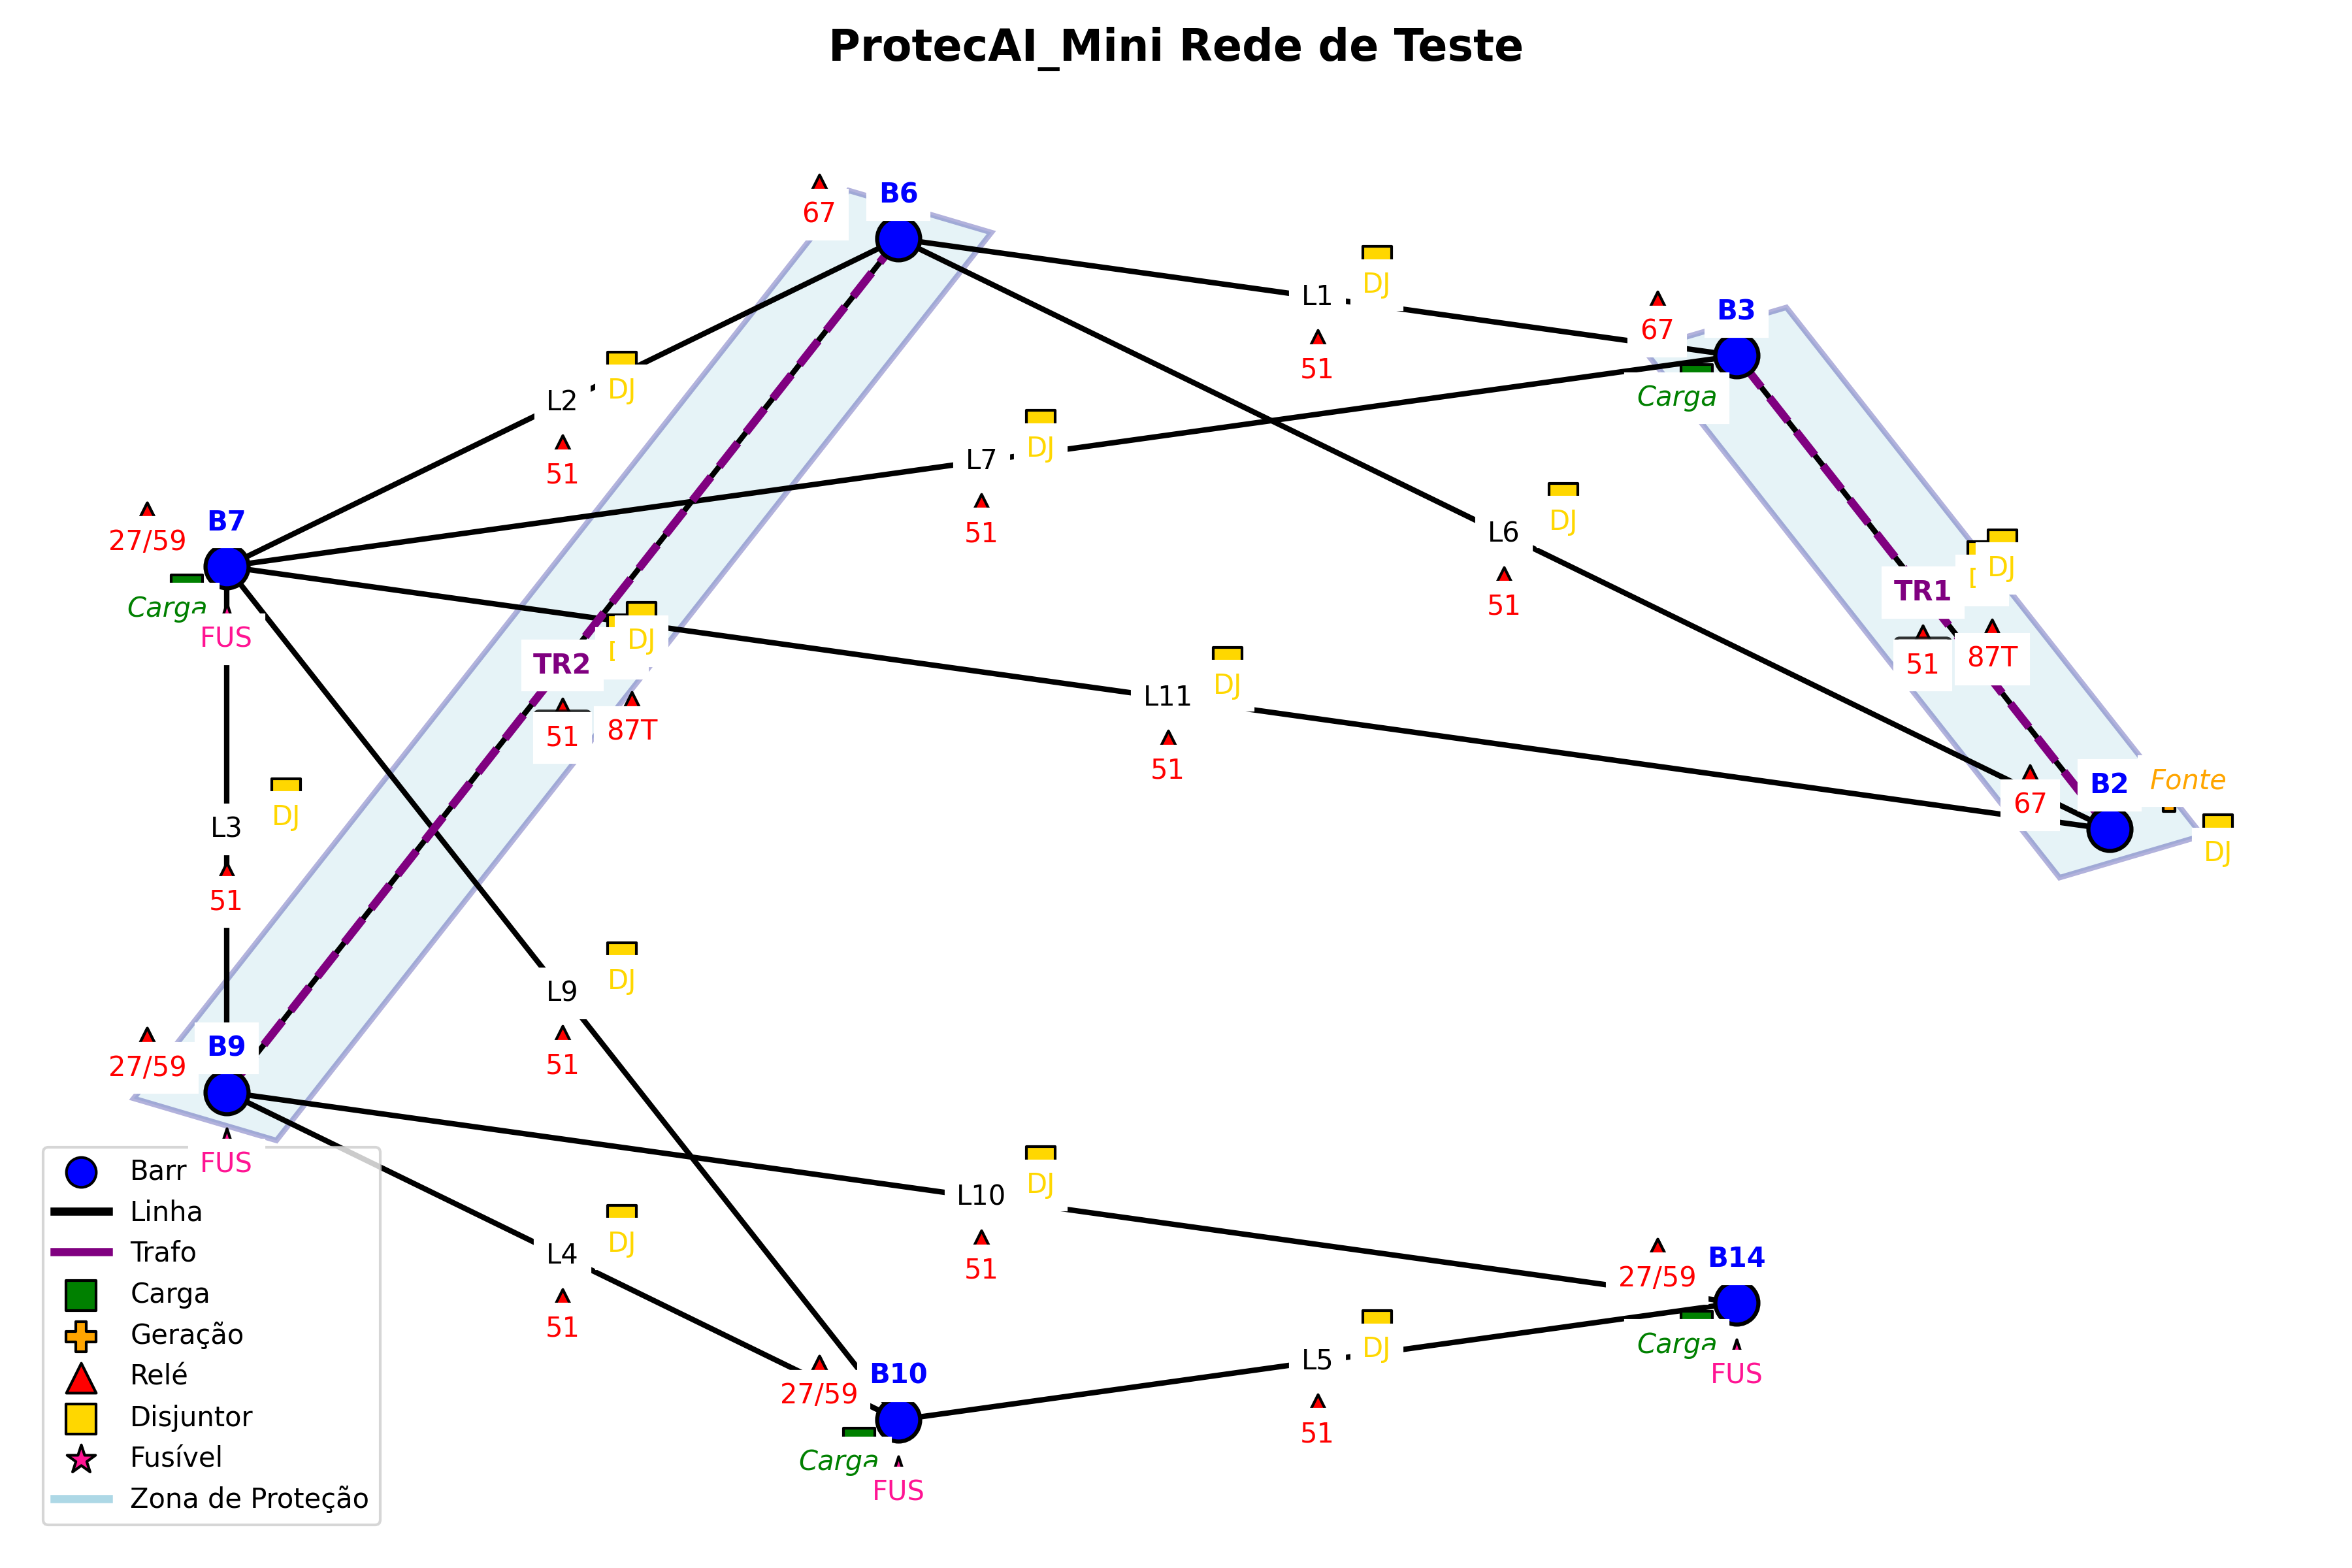 ProtecAI_Mini Rede de Teste
B6
67
DJ
L1
51
67
B3
Carga
L2
DJ
51
L7
DJ
51
27/59
B7
Carga
FUS
L6
DJ
51
DJ
TR1
51
87T
DJ
TR2
51
87T
L11
DJ
51
Fonte
B2
67
DJ
L3
DJ
51
L9
DJ
51
27/59
B9
FUS
L10
DJ
51
L4
DJ
51
27/59
B14
Carga
FUS
L5
DJ
51
27/59
B10
Carga
FUS
Barr
Linha
Trafo
Carga
Geração
Relé
Disjuntor
Fusível
Zona de Proteção